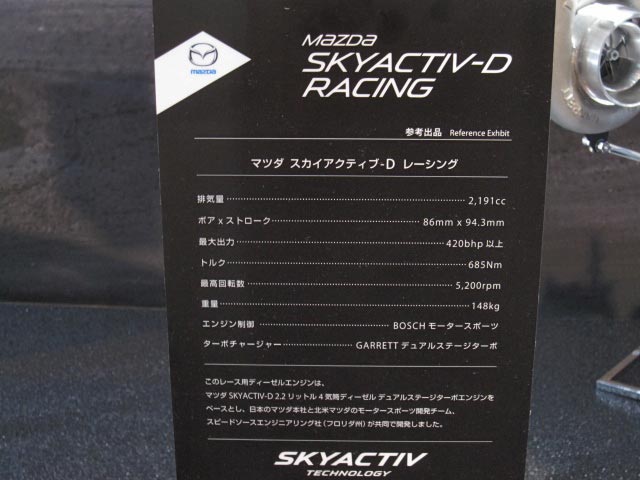 mazDa
SKYACTIV-D
RACING
mazDa
参考出品 Reference Exhbit
マツダ スカイアクティブ-D レーシング
排気量 2,191cc
ボア x ストローク 86mm x 94.3mm
最大出力 420bhp 以上
トルク 685Nm
最高回転数 5,200rpm
重量 148kg
エンジン制御 BOSCH モータースポーツ
ターボチャージャー GARRETT デュアルステージターボ
このレース用ディーゼルエンジンは、
マツダ SKYACTIV-D 2.2 リットル 4 気筒ディーゼル デュアルステージターボエンジンを
ベースとし、日本のマツダ本社と北米マツダのモータースポーツ開発チーム、
スピードソースエンジニアリング社（フロリダ州）が共同で開発しました。
SKYACTIV
TECHNOLOGY